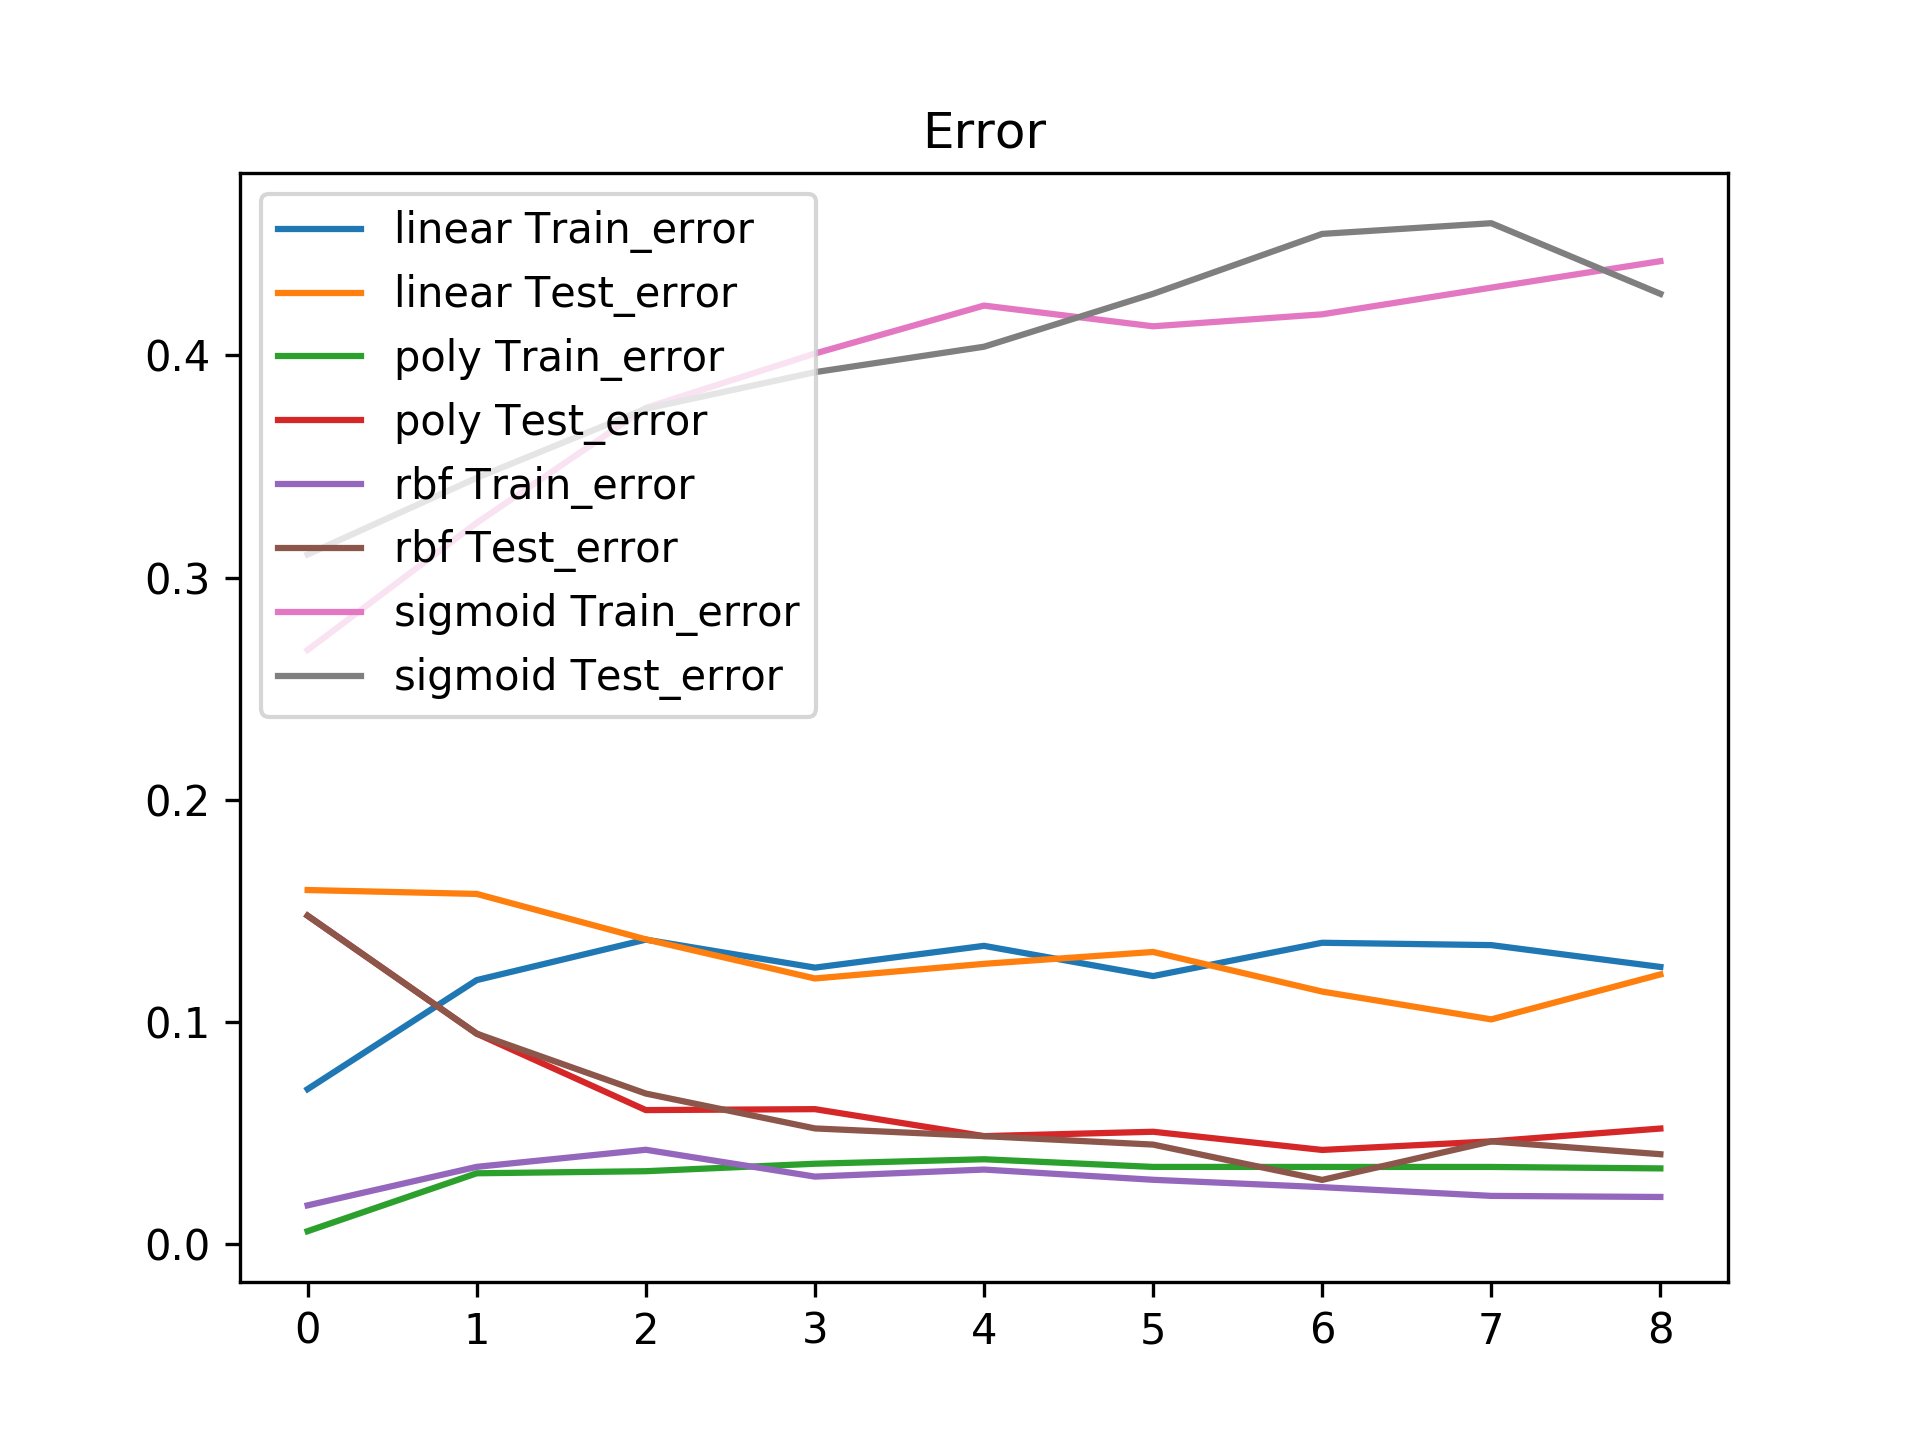 Error
linear Train_error
linear Test_error
poly Train_error
poly Test_error
rbf Train_error
rbf Test_error
sigmoid Train_error
sigmoid Test_error
0.4
0.3
0.2
0.1
0.0
0 1 2 3 4 5 6 7 8